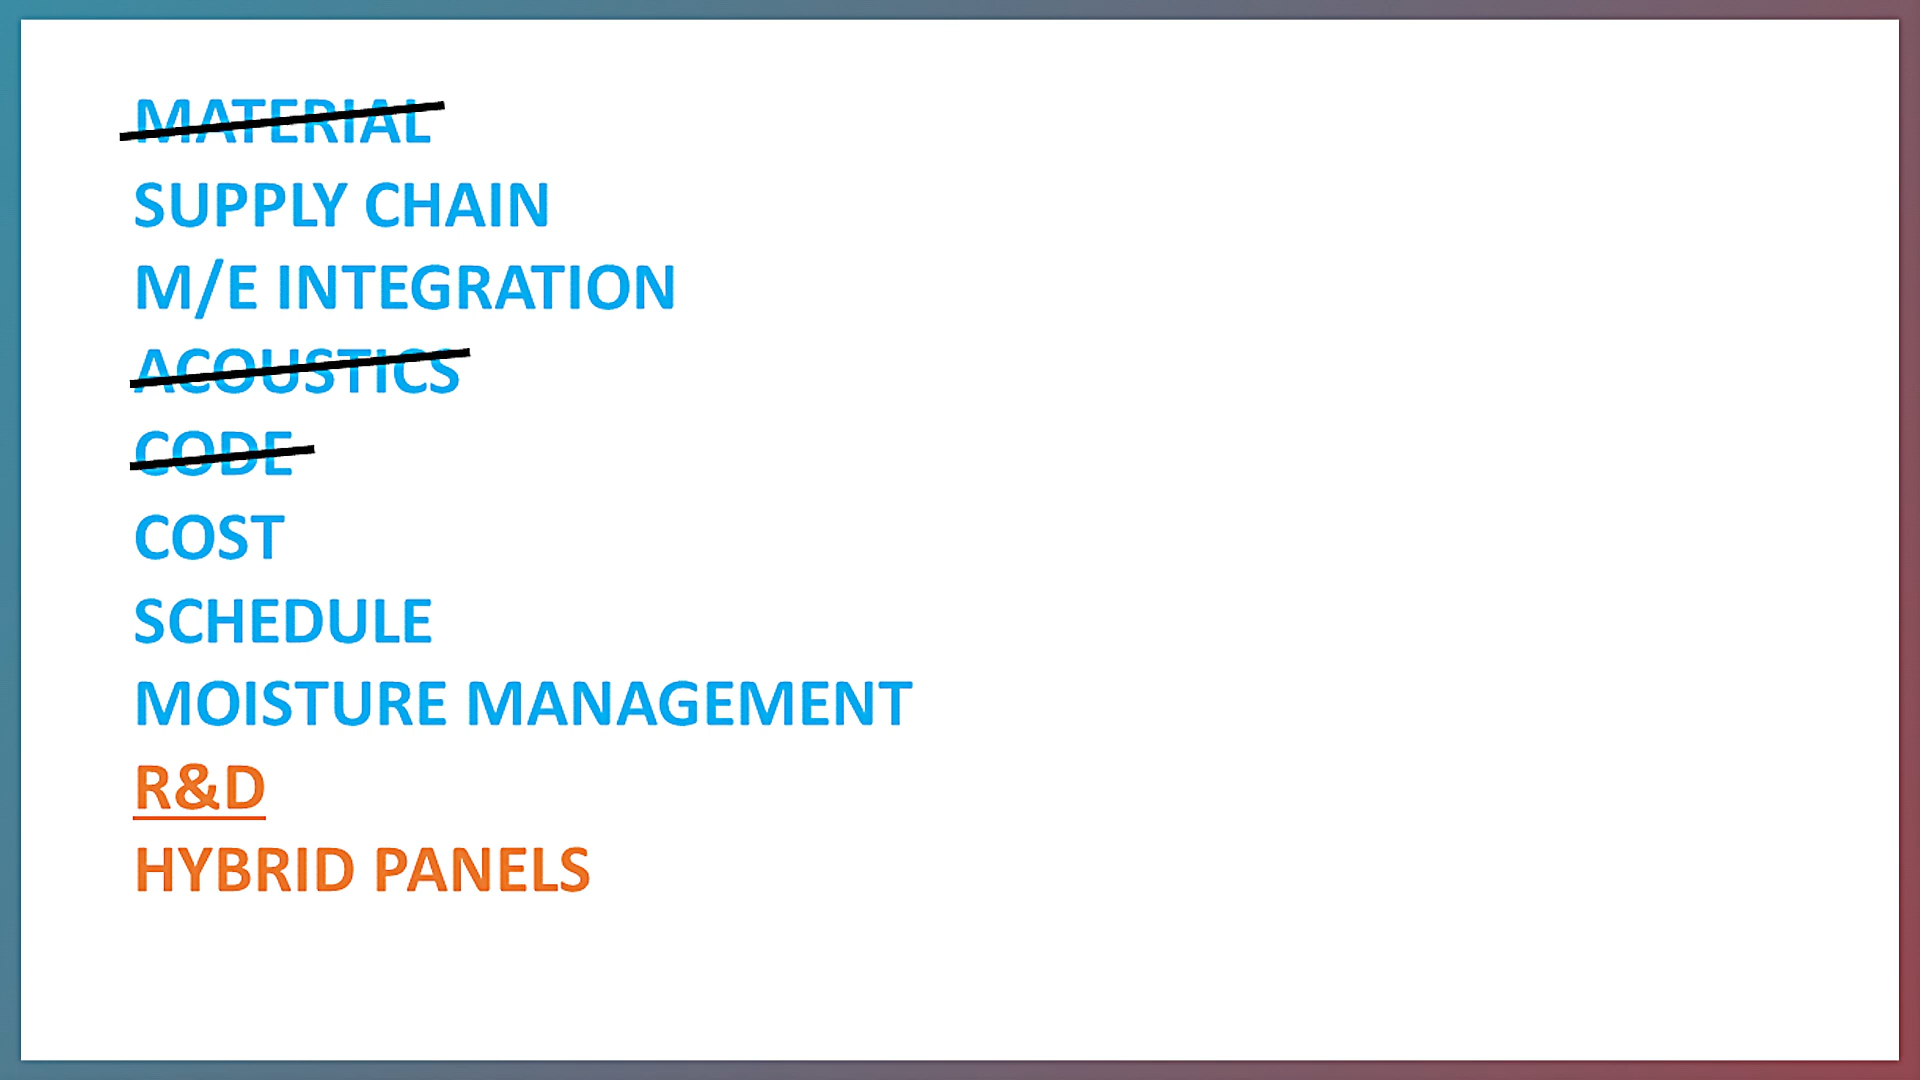 MATERIAL
SUPPLY CHAIN
M/E INTEGRATION
ACOUSTICS
CODE
COST
SCHEDULE
MOISTURE MANAGEMENT
R&D
HYBRID PANELS